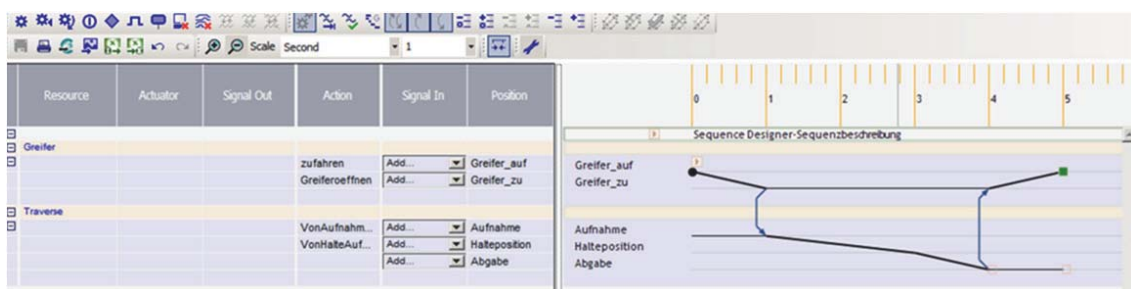 Scale Second 1
Resource Actuator Signal Out Action Signal In Position
0 1 2 3 4 5
Sequence Designer-Sequenzbeschreibung
Greifer
zufahren Add... Greifer_auf Greifer_auf
Greiferoeffnen Add... Greifer_zu Greifer_zu
Traverse
VonAufnahm... Add... Aufnahme Aufnahme
VonHalteAuf... Add... Halteposition Halteposition
Add... Abgabe Abgabe